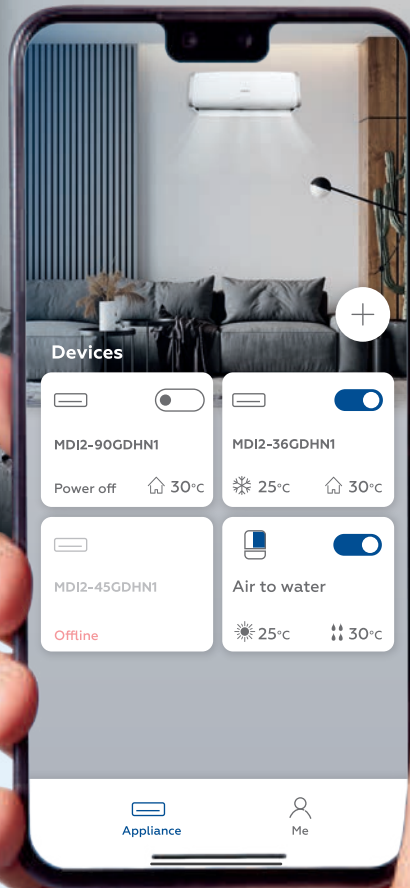 Devices
MDI2-90GDHN1
Power off 30°C
MDI2-36GDHN1
25°C 30°C
MDI2-45GDHN1
Offline
Air to water
25°C 30°C
Appliance
Me